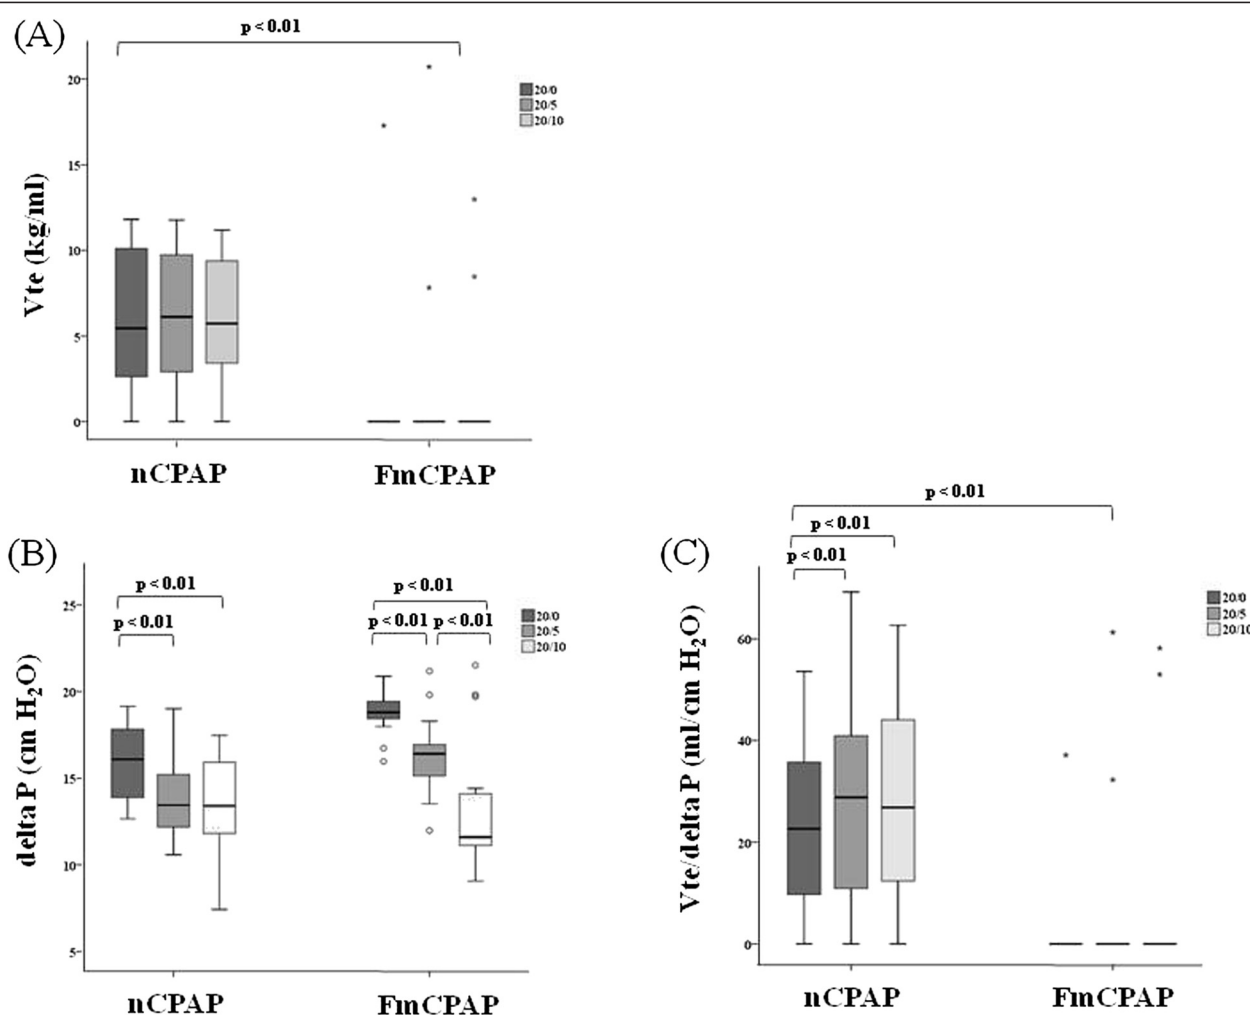 (A)
p < 0.01
20
15
10
5
0
Vte (kg/ml)
20/0
20/5
20/10
nCPAP
FmCPAP
(B)
p < 0.01
p < 0.01
p < 0.01
p < 0.01
p < 0.01
25
20
15
10
5
delta P (cm H₂O)
20/0
20/5
20/10
nCPAP
FmCPAP
(C)
p < 0.01
p < 0.01
p < 0.01
60
40
20
0
Vte/delta P (ml/cm H₂O)
20/0
20/5
20/10
nCPAP
FmCPAP